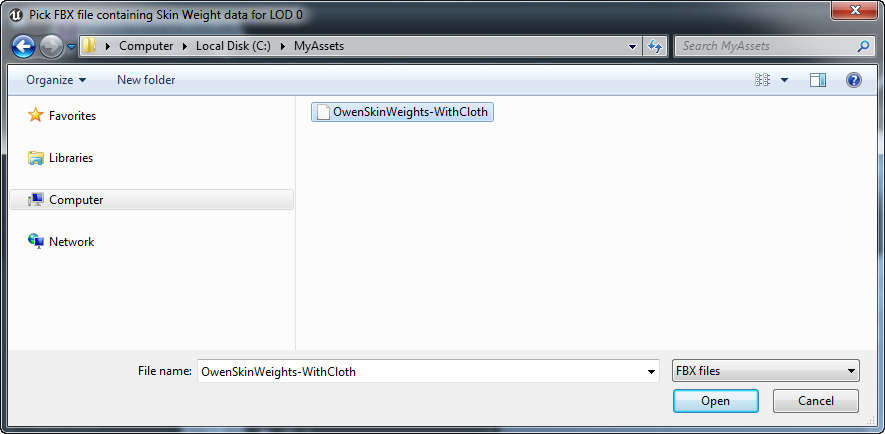 Pick FBX file containing Skin Weight data for LOD 0
Computer Local Disk (C:) MyAssets
Search MyAssets
Organize New folder
Favorites
OwenSkinWeights-WithCloth
Libraries
Computer
Network
File name: OwenSkinWeights-WithCloth FBX files
Open Cancel